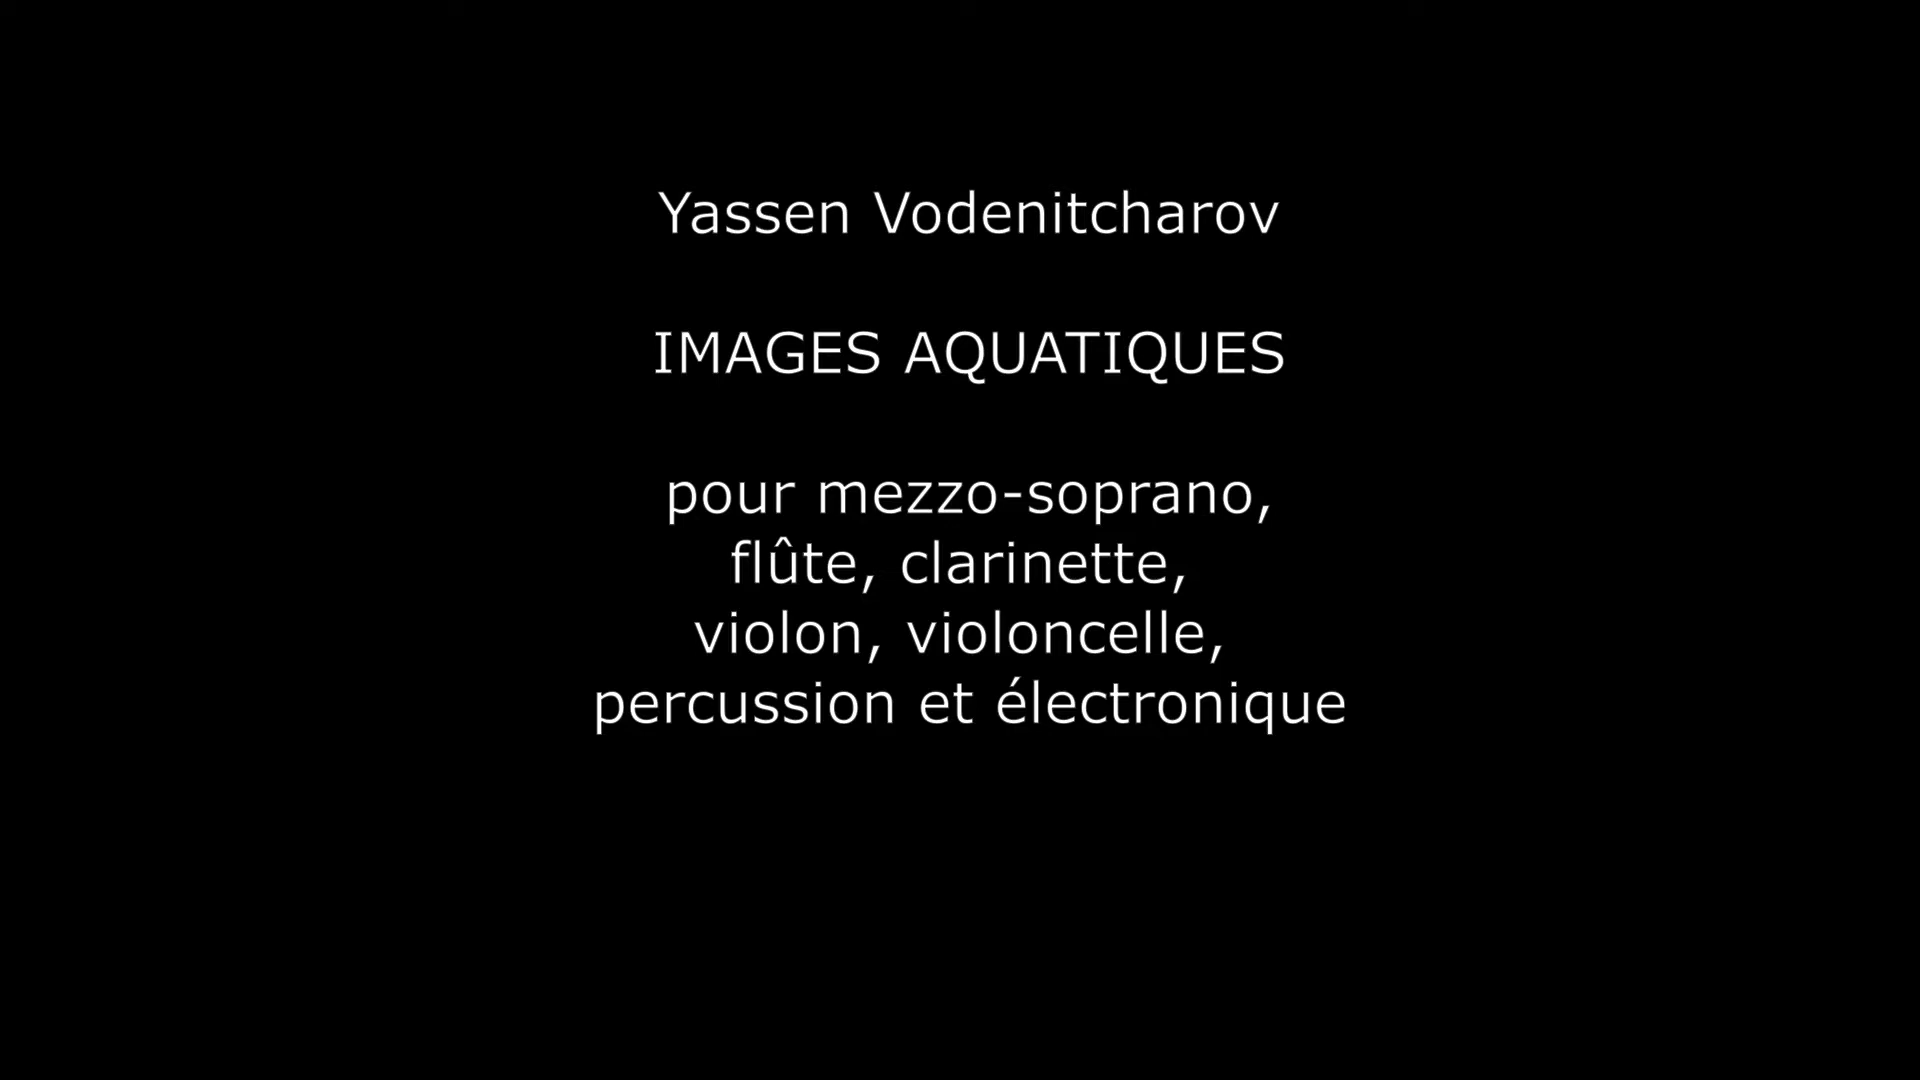 Yassen Vodenitcharov
IMAGES AQUATIQUES
pour mezzo-soprano,
flûte, clarinette,
violon, violoncelle,
percussion et électronique